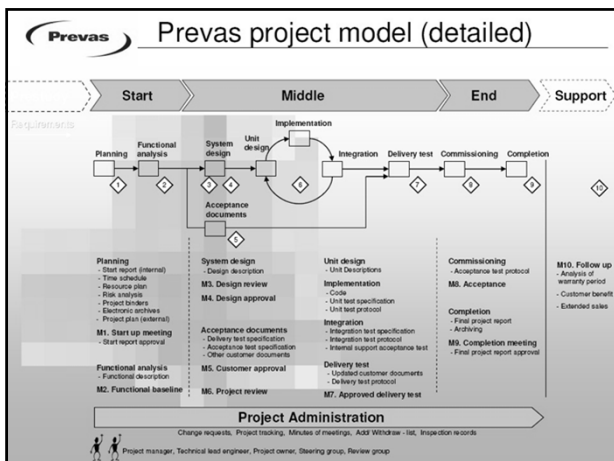 Prevas
Prevas project model (detailed)
Start
Middle
End
Support
Requirements
Implementation
Planning
Functional
analysis
System
design
Unit
design
Integration
Delivery test
Commissioning
Completion
1
2
3
4
6
7
8
9
10
Acceptance
documents
5
Planning
- Start report (internal)
- Time schedule
- Resource plan
- Risk analysis
- Project binders
- Electronic archives
- Project plan (external)
M1. Start up meeting
- Start report approval
Functional analysis
- Functional description
M2. Functional baseline
System design
- Design description
M3. Design review
M4. Design approval
Acceptance documents
- Delivery test specification
- Acceptance test specification
- Other customer documents
M5. Customer approval
M6. Project review
Unit design
- Unit Descriptions
Implementation
- Code
- Unit test specification
- Unit test protocol
Integration
- Integration test specification
- Integration test protocol
- Internal support acceptance test
Delivery test
- Updated customer documents
- Delivery test protocol
M7. Approved delivery test
Commissioning
- Acceptance test protocol
M8. Acceptance
Completion
- Final project report
- Archiving
M9. Completion meeting
- Final project report approval
M10. Follow up
- Analysis of
warranty period
- Customer benefit
- Extended sales
Project Administration
Change requests, Project tracking, Minutes of meetings, Add/ Withdraw - list, Inspection records
Project manager, Technical lead engineer, Project owner, Steering group, Review group